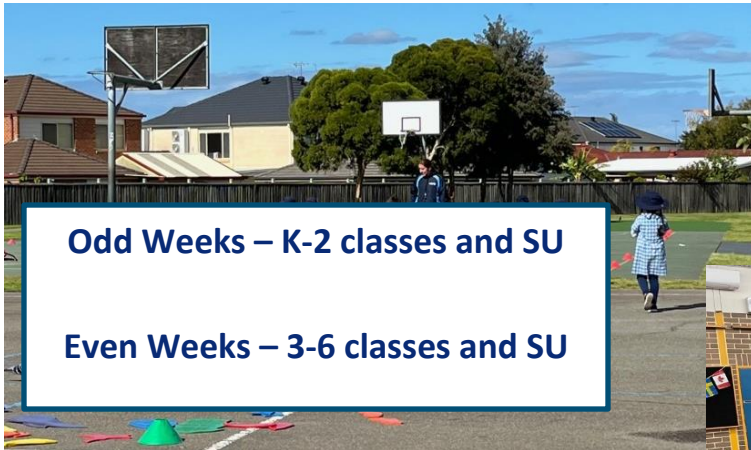 Odd Weeks – K-2 classes and SU
Even Weeks – 3-6 classes and SU